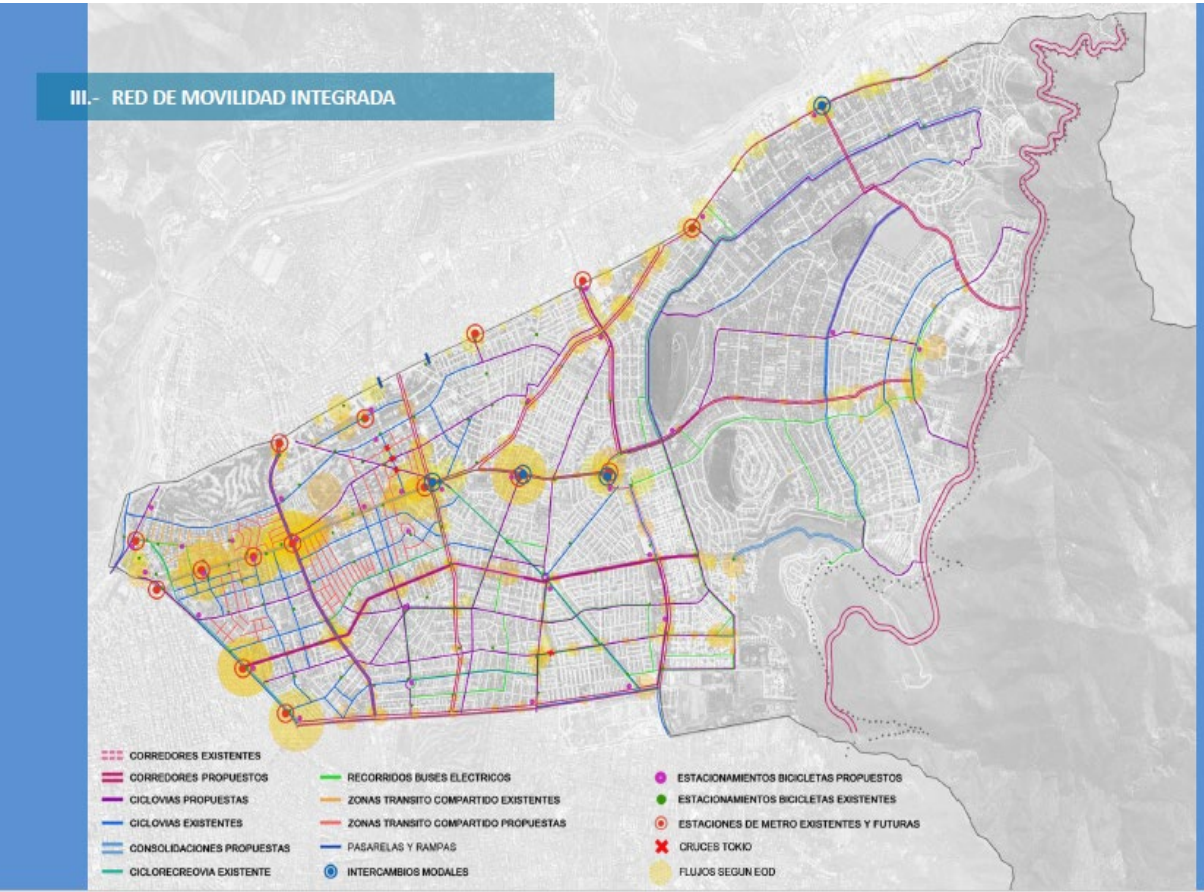 III.- RED DE MOVILIDAD INTEGRADA
CORREDORES EXISTENTES
CORREDORES PROPUESTOS
CICLOVIAS PROPUESTAS
CICLOVIAS EXISTENTES
CONSOLIDACIONES PROPUESTAS
CICLORECREOVIA EXISTENTE
RECORRIDOS BUSES ELECTRICOS
ZONAS TRANSITO COMPARTIDO EXISTENTES
ZONAS TRANSITO COMPARTIDO PROPUESTAS
PASARELAS Y RAMPAS
INTERCAMBIOS MODALES
ESTACIONAMIENTOS BICICLETAS PROPUESTOS
ESTACIONAMIENTOS BICICLETAS EXISTENTES
ESTACIONES DE METRO EXISTENTES Y FUTURAS
CRUCES TOKIO
FLUJOS SEGUN EOD